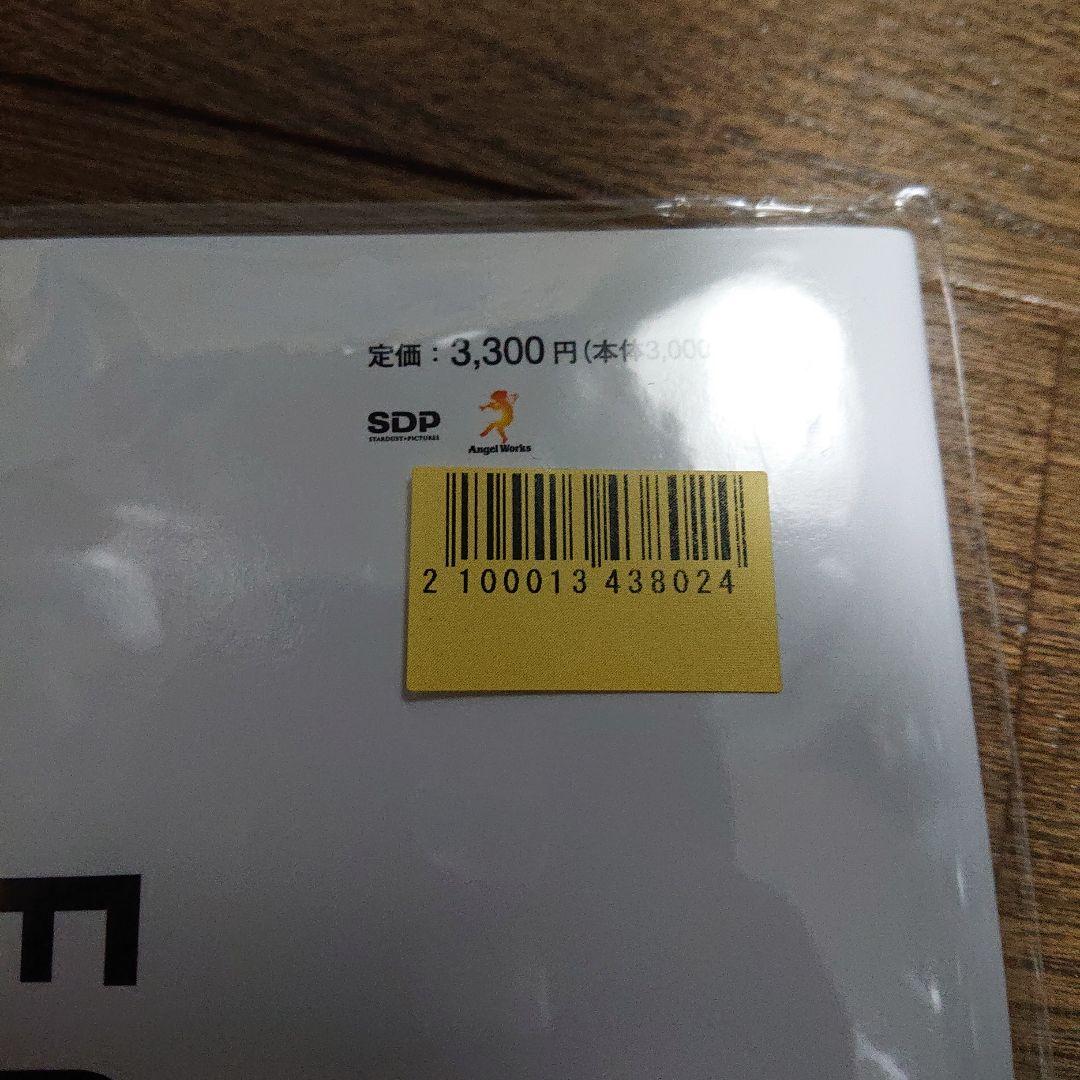 定価：3,300円（本体3,000
SDP
STARDUST★PICTURES
Angel Works
2 100013 438024
E